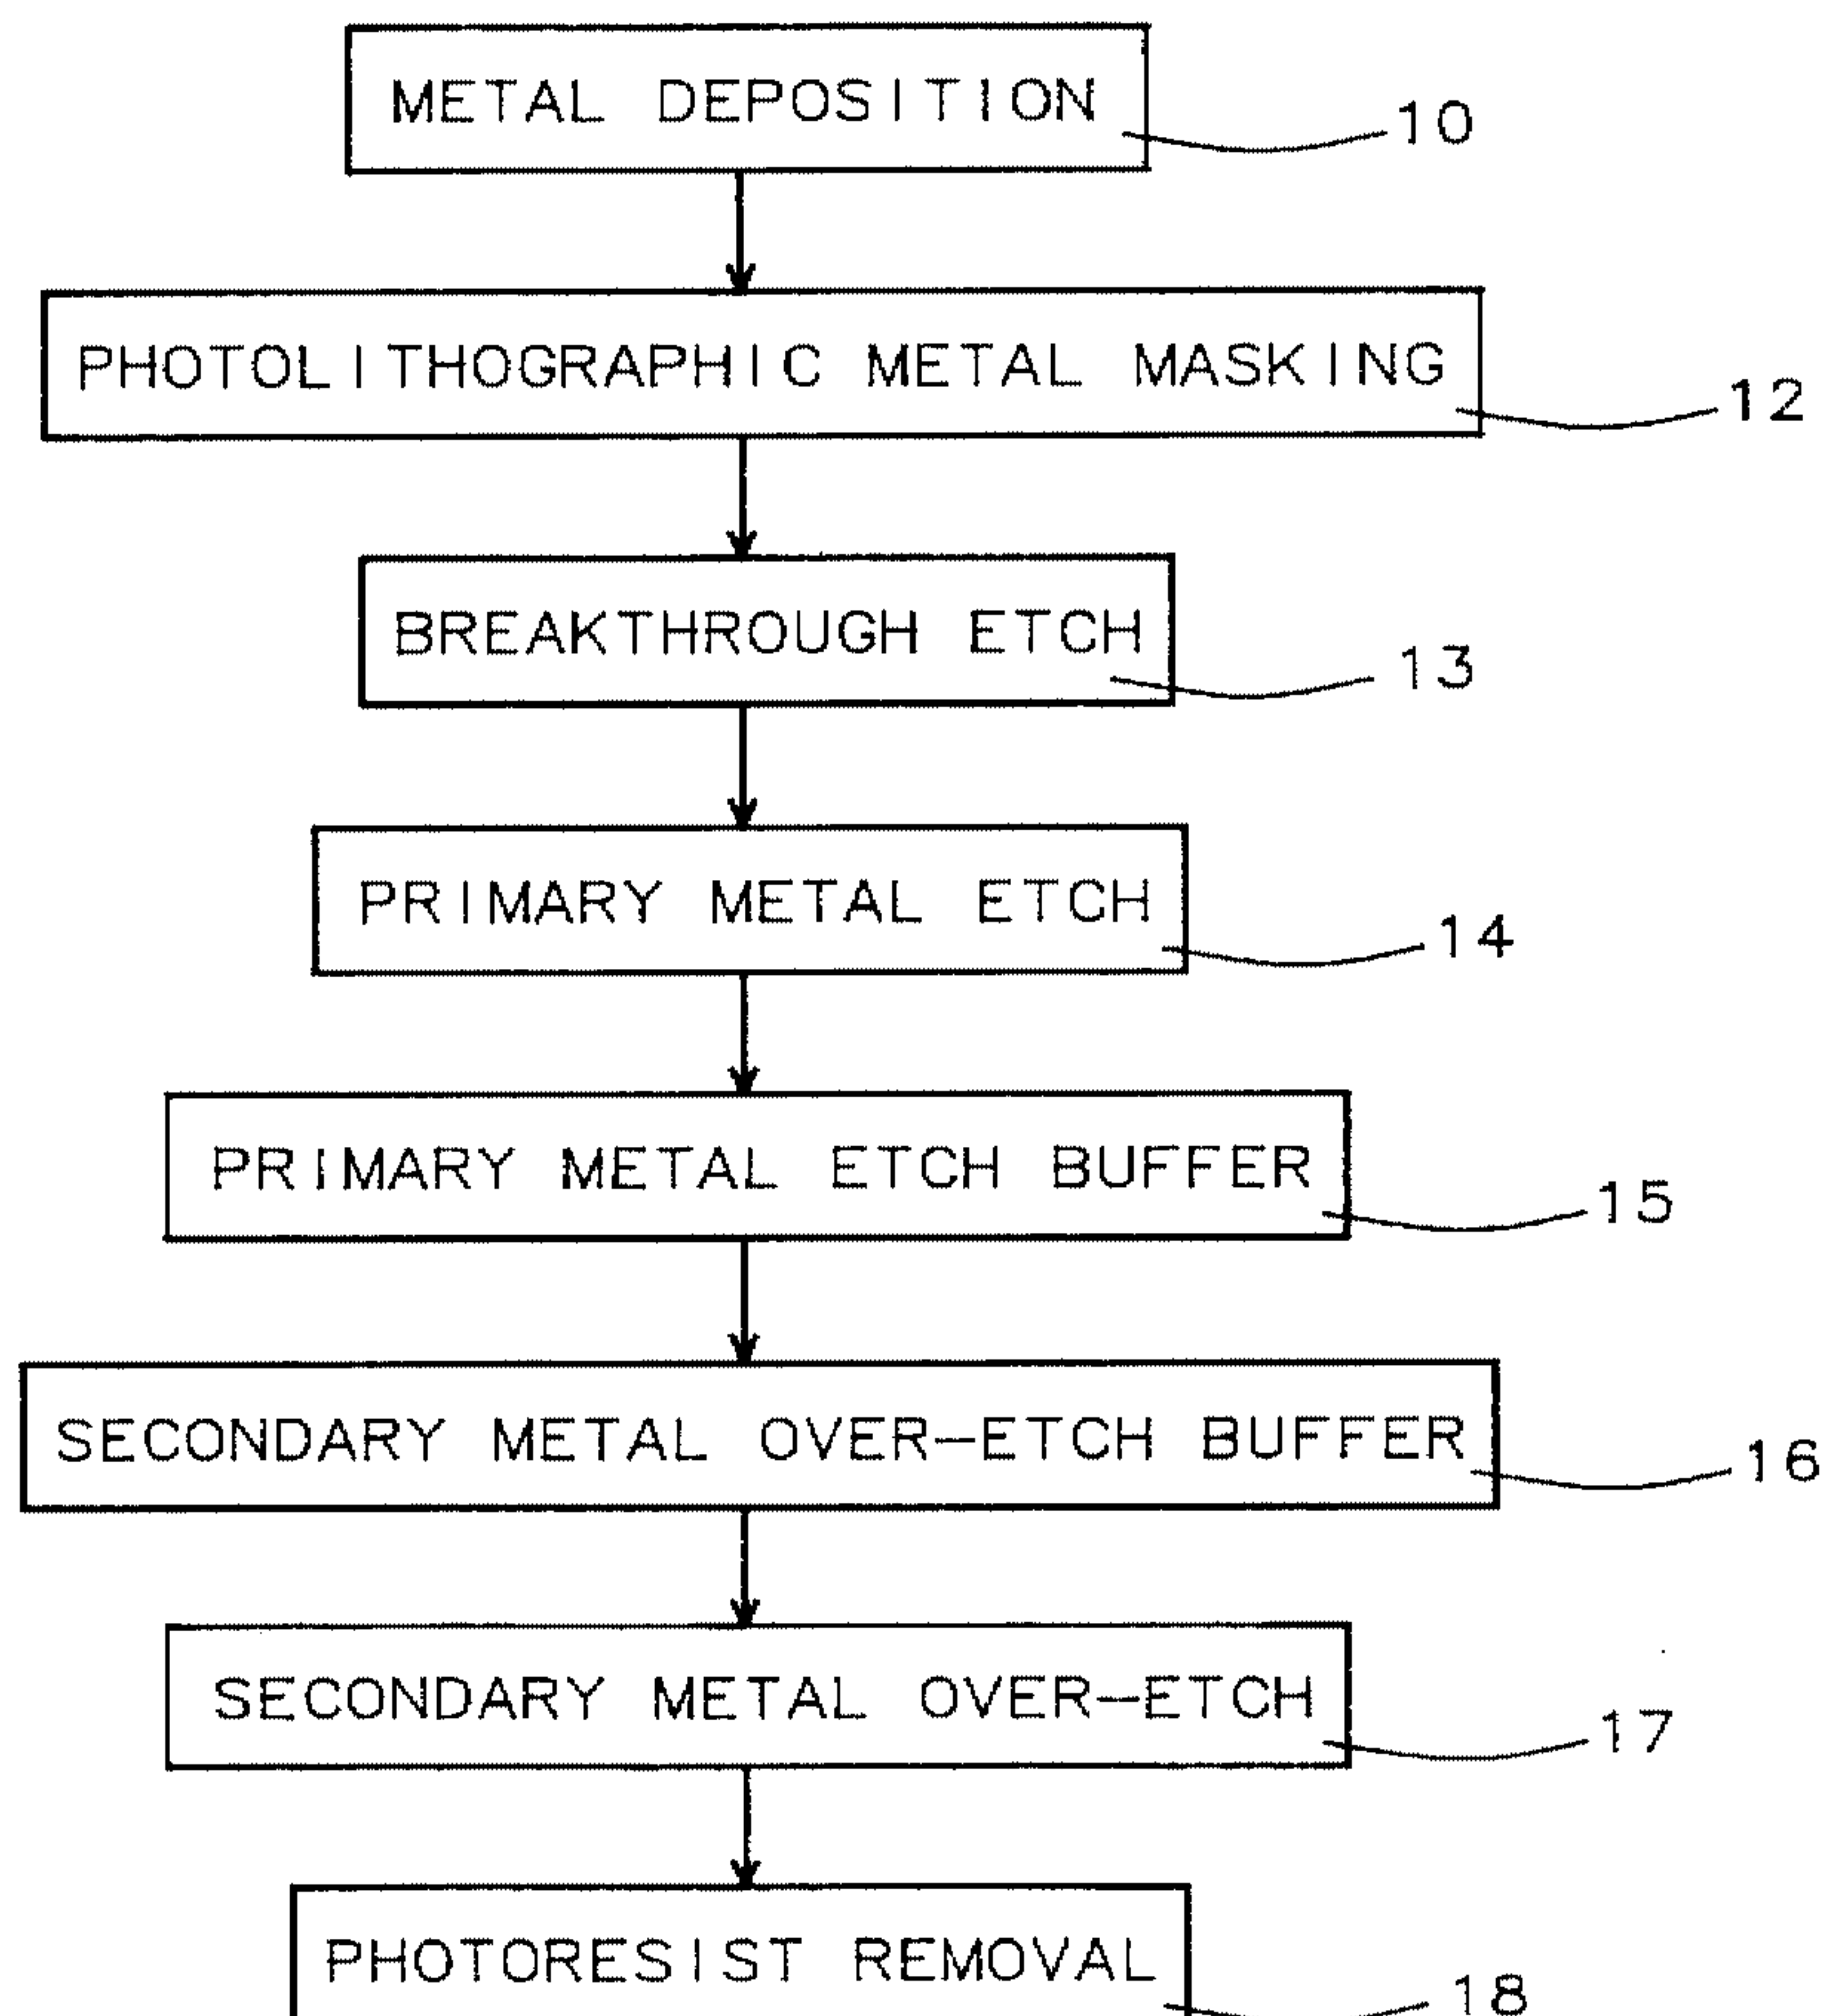 METAL DEPOSITION
10
PHOTOLITHOGRAPHIC METAL MASKING
12
BREAKTHROUGH ETCH
13
PRIMARY METAL ETCH
14
PRIMARY METAL ETCH BUFFER
15
SECONDARY METAL OVER-ETCH BUFFER
16
SECONDARY METAL OVER-ETCH
17
PHOTORESIST REMOVAL
18